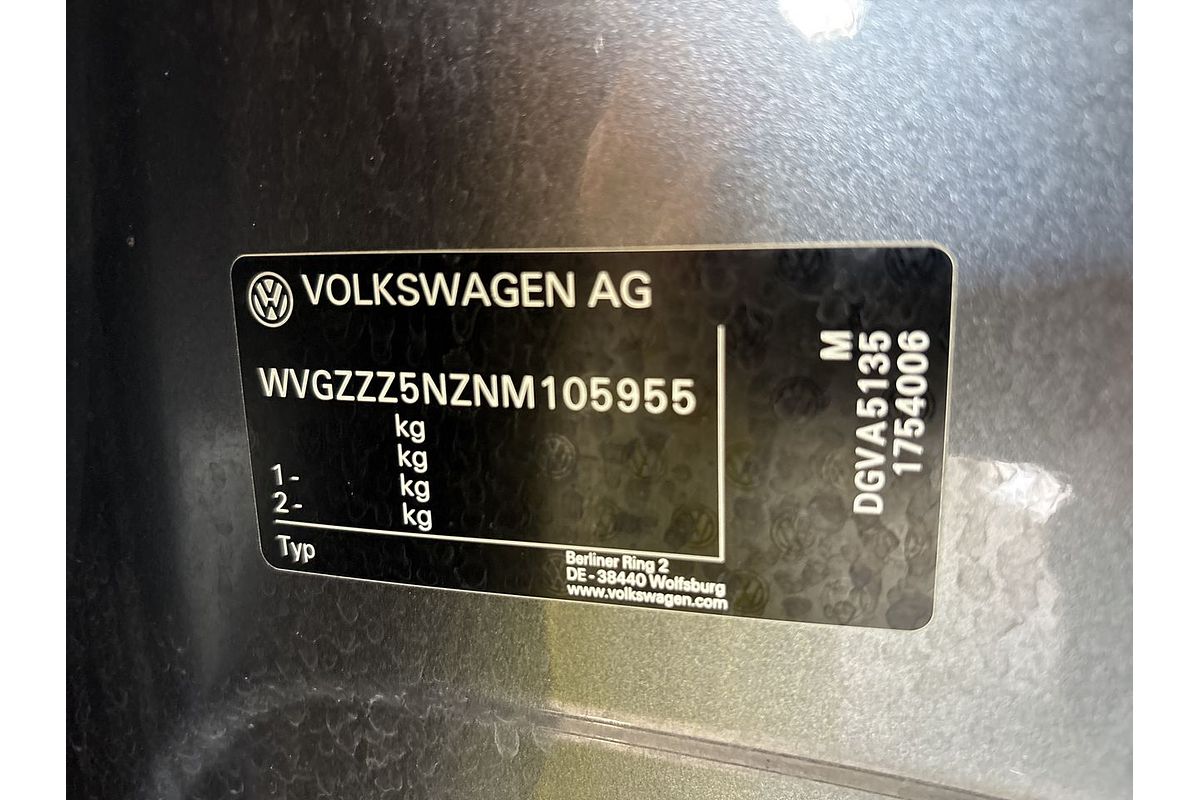 VOLKSWAGEN AG
WVGZZZ5NZNM105955
kg
kg
1- kg
2- kg
Typ
Berliner Ring 2
DE-38440 Wolfsburg
www.volkswagen.com
M
DGVA5135
1754006